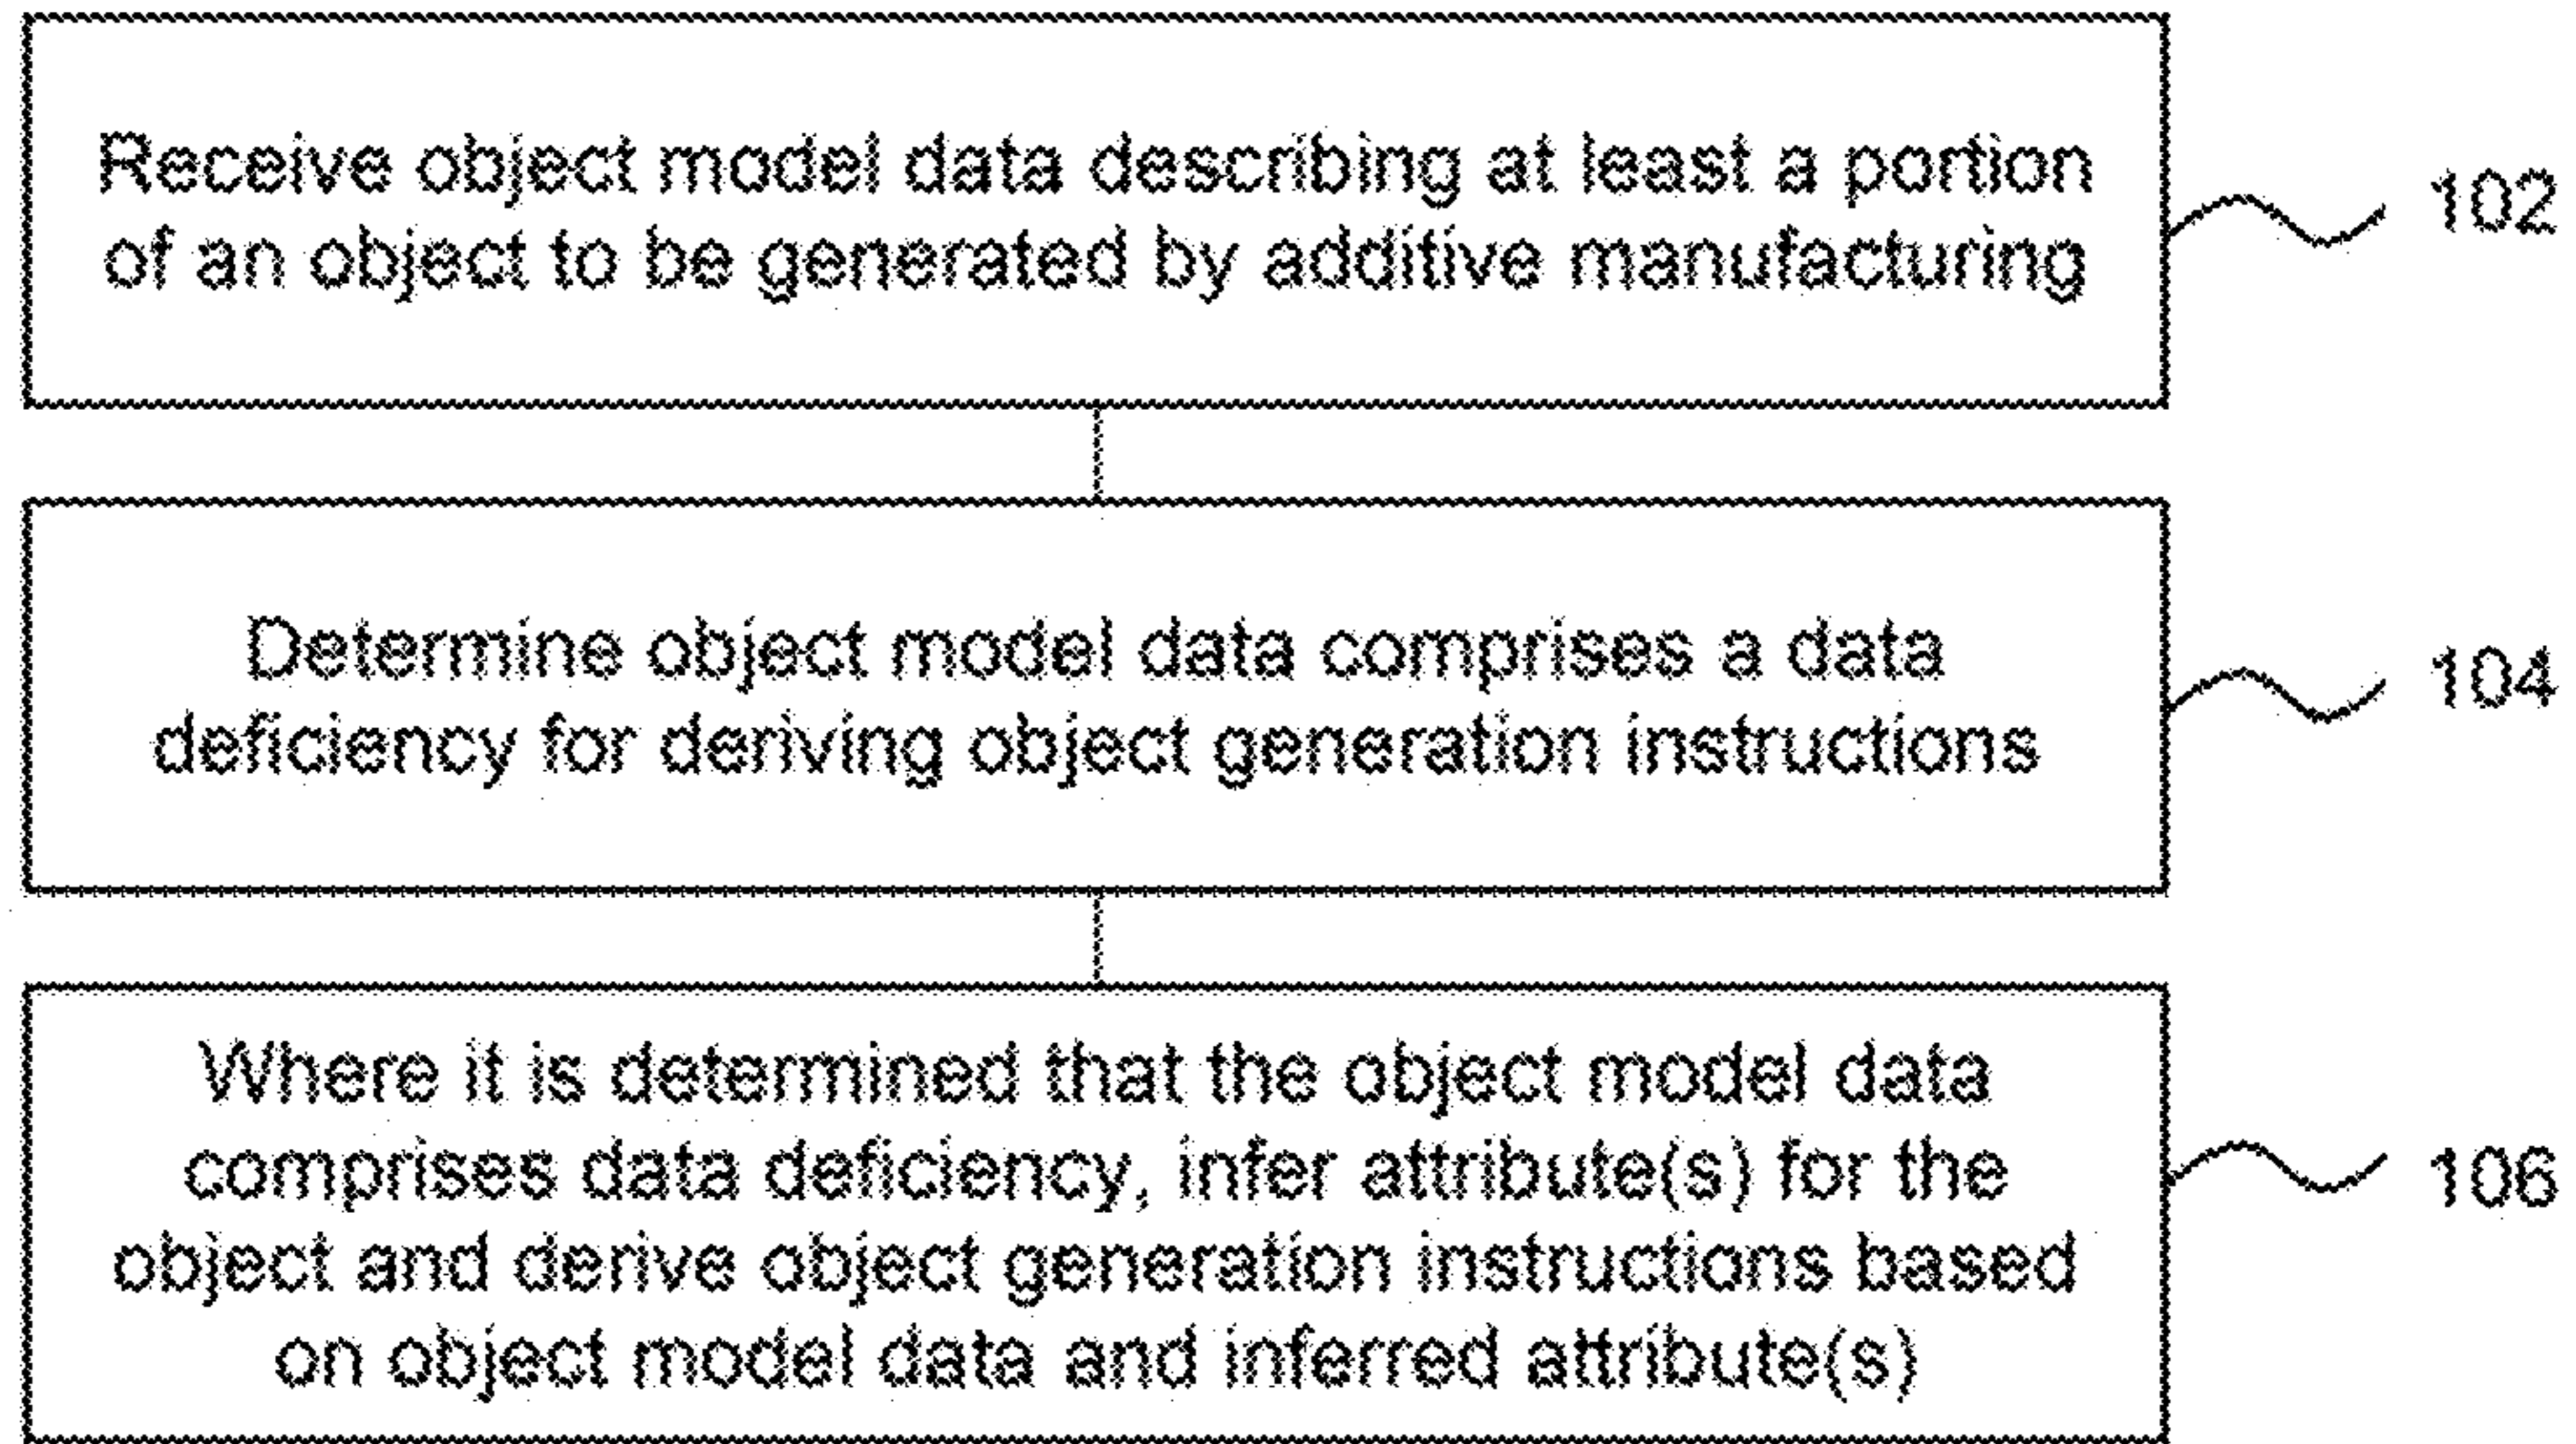 Receive object model data describing at least a portion
of an object to be generated by additive manufacturing
102
Determine object model data comprises a data
deficiency for deriving object generation instructions
104
Where it is determined that the object model data
comprises data deficiency, infer attribute(s) for the
object and derive object generation instructions based
on object model data and inferred attribute(s)
106